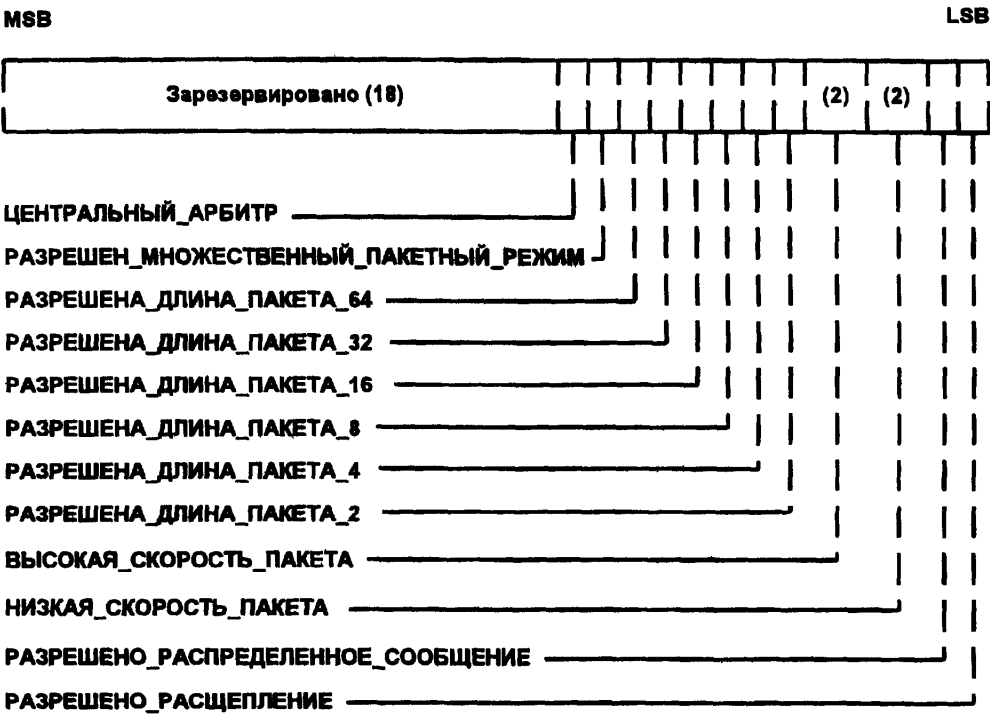 MSB LSB
Зарезервировано (18) (2) (2)
ЦЕНТРАЛЬНЫЙ_АРБИТР
РАЗРЕШЕН_МНОЖЕСТВЕННЫЙ_ПАКЕТНЫЙ_РЕЖИМ
РАЗРЕШЕНА_ДЛИНА_ПАКЕТА_64
РАЗРЕШЕНА_ДЛИНА_ПАКЕТА_32
РАЗРЕШЕНА_ДЛИНА_ПАКЕТА_16
РАЗРЕШЕНА_ДЛИНА_ПАКЕТА_8
РАЗРЕШЕНА_ДЛИНА_ПАКЕТА_4
РАЗРЕШЕНА_ДЛИНА_ПАКЕТА_2
ВЫСОКАЯ_СКОРОСТЬ_ПАКЕТА
НИЗКАЯ_СКОРОСТЬ_ПАКЕТА
РАЗРЕШЕНО_РАСПРЕДЕЛЕННОЕ_СООБЩЕНИЕ
РАЗРЕШЕНО_РАСЩЕПЛЕНИЕ